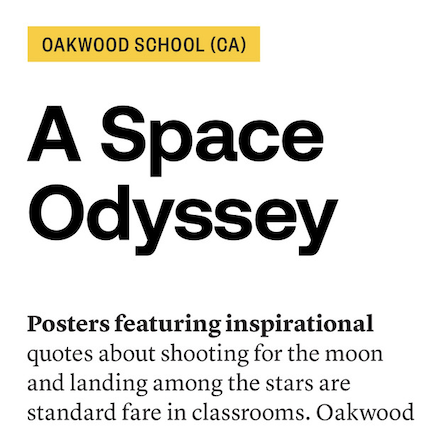 OAKWOOD SCHOOL (CA)
A Space
Odyssey
Posters featuring inspirational
quotes about shooting for the moon
and landing among the stars are
standard fare in classrooms. Oakwood